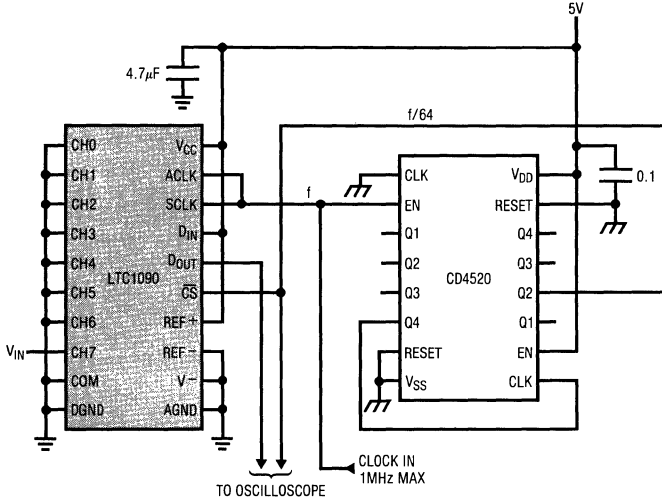 5V
4.7µF
f/64
CH0 VCC
CH1 ACLK
CH2 SCLK
CH3 DIN
CH4 DOUT
CH5 CS
CH6 REF+
CH7 REF−
COM V−
DGND AGND
LTC1090
VIN
f
CLK VDD
EN RESET
Q1 Q4
Q2 Q3
Q3 Q2
Q4 Q1
RESET EN
VSS CLK
CD4520
0.1
CLOCK IN
1MHz MAX
TO OSCILLOSCOPE